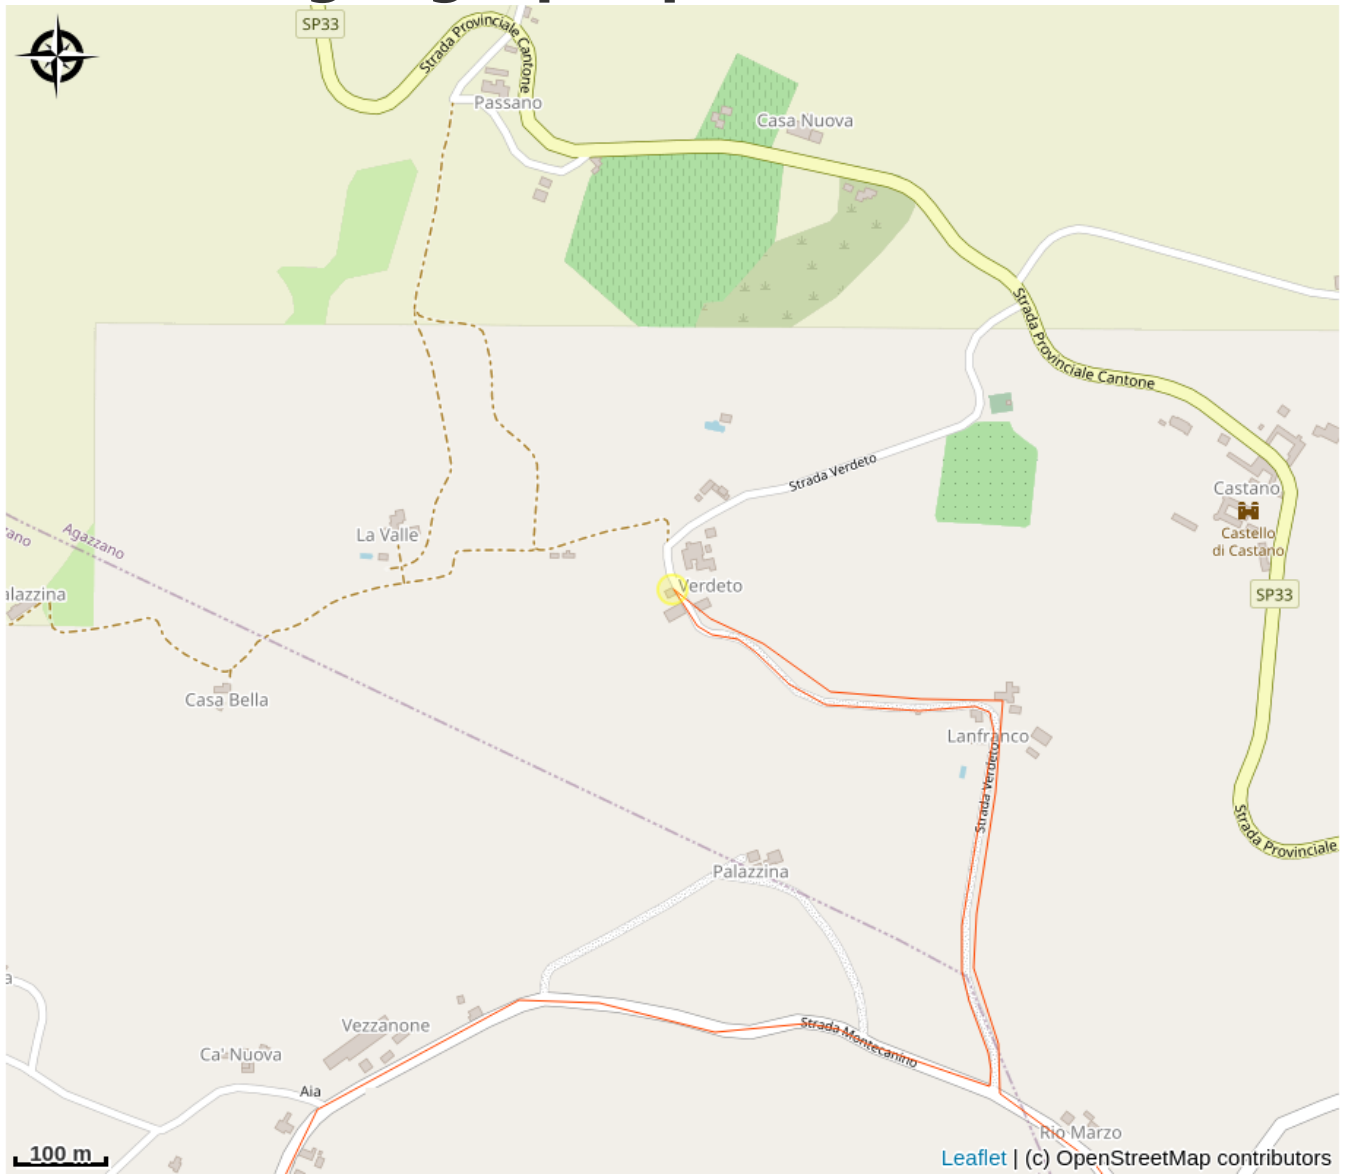 SP33
Strada Provinciale Cantone
Passano
Casa Nuova
Strada Provinciale Cantone
Strada Verdeto
Castano
Castello
di Castano
La Valle
Agazzano
SP33
Verdeto
Casa Bella
Lanfranco
Strada Verdeto
Strada Provinciale
Palazzina
Strada Montecanino
Vezzanone
Ca' Nuova
Aia
Rio Marzo
100 m
Leaflet | (c) OpenStreetMap contributors